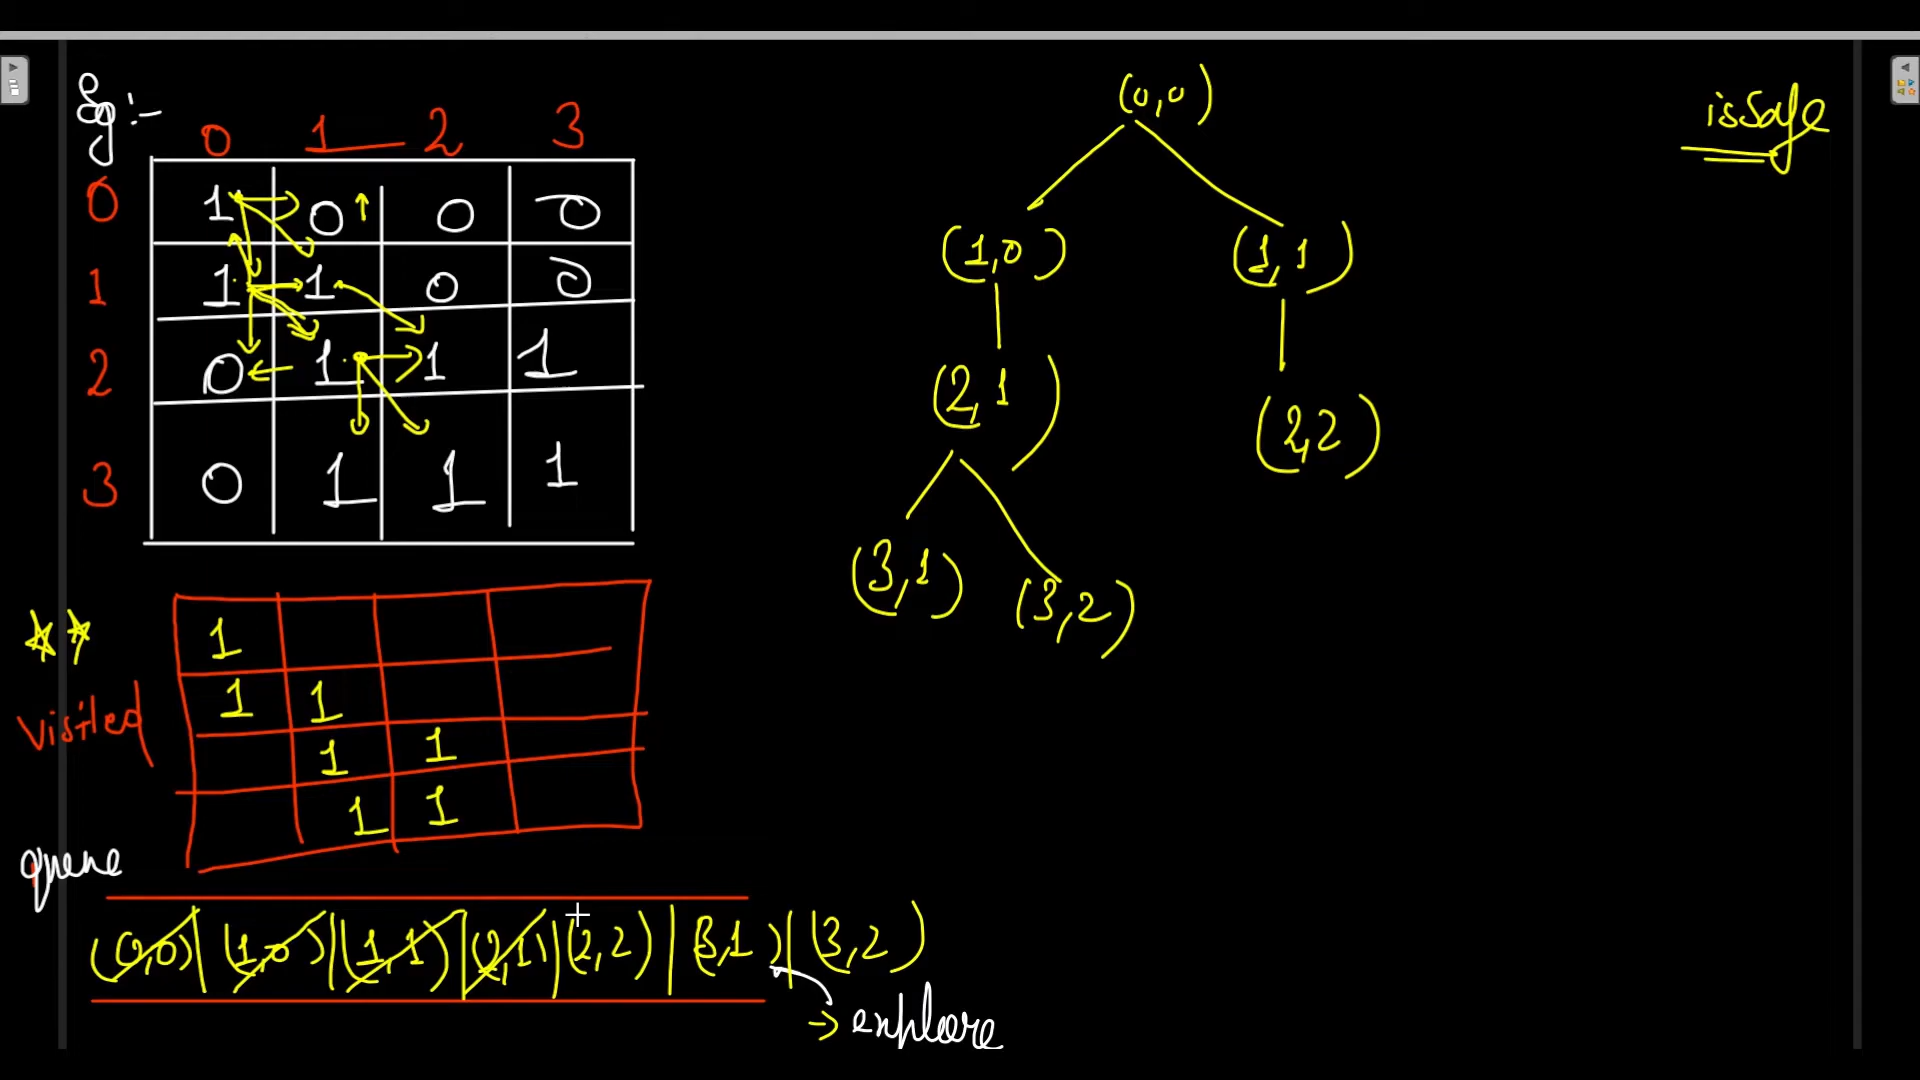 Eg:-
0 1 2 3
0 1 0 0 0
1 1 1 0 0
2 0 1 1 1
3 0 1 1 1
visited
1
1 1
1 1
1 1
queue
(0,0) | (1,0) | (1,1) | (2,1) | (2,2) | (3,1) | (3,2)
→ explore
(0,0)
(1,0) (1,1)
(2,1) (2,2)
(3,1) (3,2)
isSafe